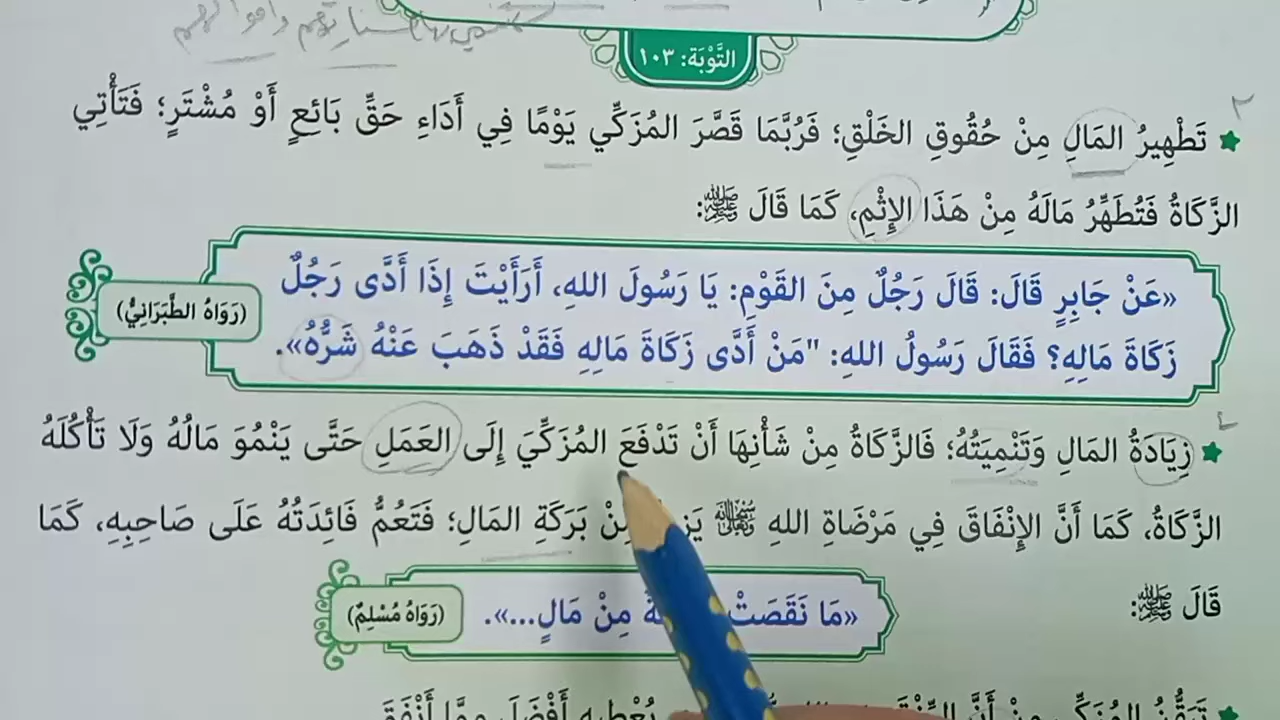 التَّوْبَة: ١٠٣
٢
تَطْهِيرُ المَالِ مِنْ حُقُوقِ الخَلْقِ؛ فَرُبَّمَا قَصَّرَ المُزَكِّي يَوْمًا فِي أَدَاءِ حَقِّ بَائِعٍ أَوْ مُشْتَرٍ؛ فَتَأْتِي
الزَّكَاةُ فَتُطَهِّرُ مَالَهُ مِنْ هَذَا الإِثْمِ، كَمَا قَالَ ﷺ:
«عَنْ جَابِرٍ قَالَ: قَالَ رَجُلٌ مِنَ القَوْمِ: يَا رَسُولَ اللهِ، أَرَأَيْتَ إِذَا أَدَّى رَجُلٌ
زَكَاةَ مَالِهِ؟ فَقَالَ رَسُولُ اللهِ: "مَنْ أَدَّى زَكَاةَ مَالِهِ فَقَدْ ذَهَبَ عَنْهُ شَرُّهُ».
(رَوَاهُ الطَّبَرَانِيُّ)
زِيَادَةُ المَالِ وَتَنْمِيَتُهُ؛ فَالزَّكَاةُ مِنْ شَأْنِهَا أَنْ تَدْفَعَ المُزَكِّيَ إِلَى العَمَلِ حَتَّى يَنْمُوَ مَالُهُ وَلَا تَأْكُلَهُ
الزَّكَاةُ، كَمَا أَنَّ الإِنْفَاقَ فِي مَرْضَاةِ اللهِ بَرَكَةِ المَالِ؛ فَتَعُمُّ فَائِدَتُهُ عَلَى صَاحِبِهِ، كَمَا
قَالَ ﷺ:
«مَا نَقَصَتْ مِنْ مَالٍ...».
(رَوَاهُ مُسْلِمٌ)
تَيَقُّنُ المُزَكِّي مِنْ أَنَّ يُعْطِيهِ أَفْضَلَ مِمَّا أَنْفَقَ